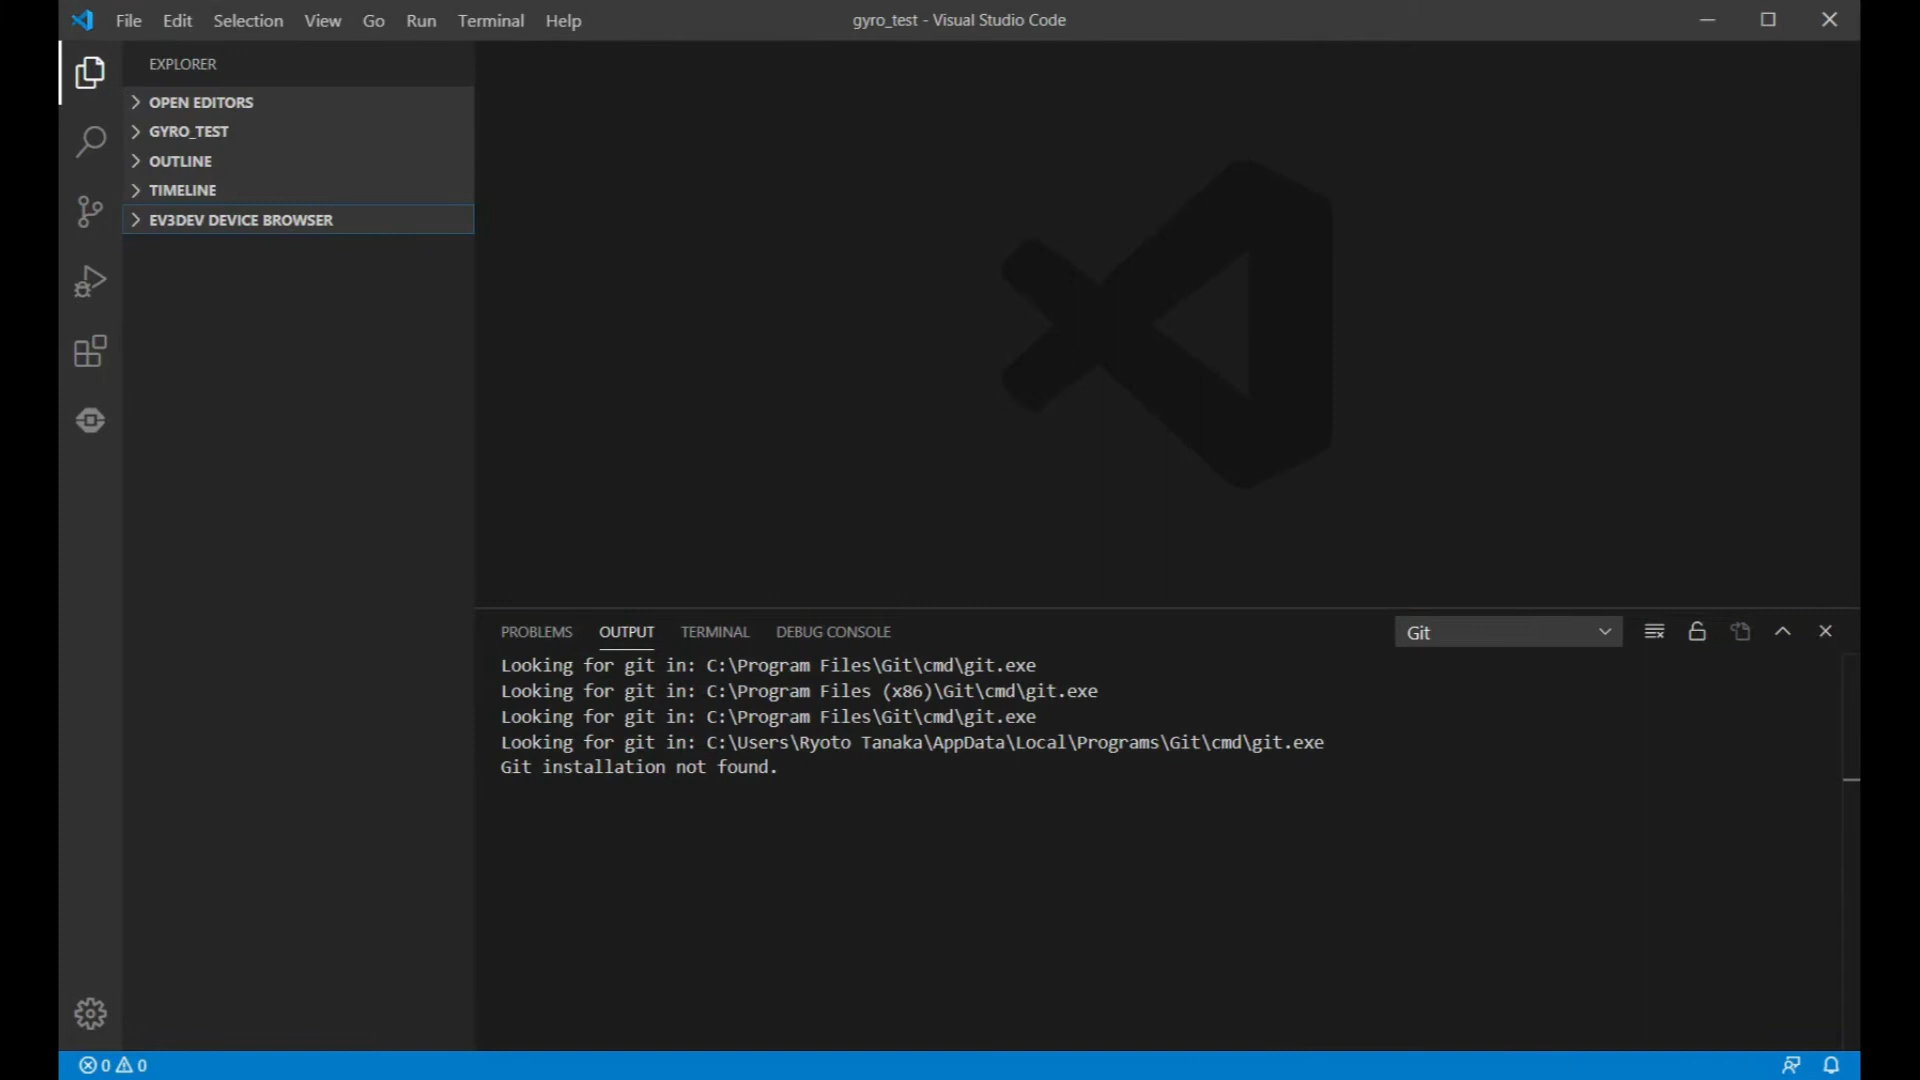 File Edit Selection View Go Run Terminal Help
gyro_test - Visual Studio Code
EXPLORER
OPEN EDITORS
GYRO_TEST
OUTLINE
TIMELINE
EV3DEV DEVICE BROWSER
PROBLEMS OUTPUT TERMINAL DEBUG CONSOLE
Git
Looking for git in: C:\Program Files\Git\cmd\git.exe
Looking for git in: C:\Program Files (x86)\Git\cmd\git.exe
Looking for git in: C:\Program Files\Git\cmd\git.exe
Looking for git in: C:\Users\Ryoto Tanaka\AppData\Local\Programs\Git\cmd\git.exe
Git installation not found.
0 0